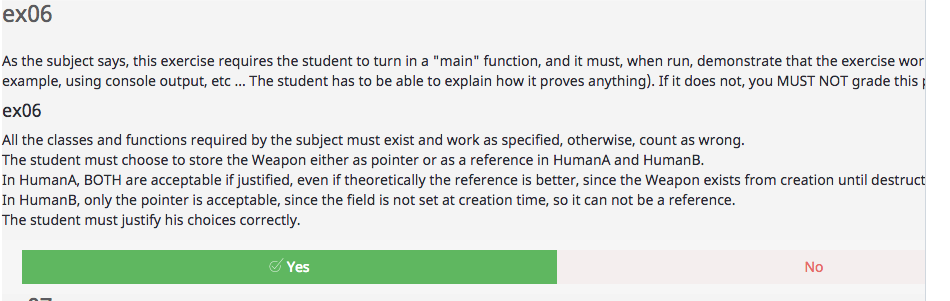 ex06
As the subject says, this exercise requires the student to turn in a "main" function, and it must, when run, demonstrate that the exercise wor
example, using console output, etc ... The student has to be able to explain how it proves anything). If it does not, you MUST NOT grade this
ex06
All the classes and functions required by the subject must exist and work as specified, otherwise, count as wrong.
The student must choose to store the Weapon either as pointer or as a reference in HumanA and HumanB.
In HumanA, BOTH are acceptable if justified, even if theoretically the reference is better, since the Weapon exists from creation until destruct
In HumanB, only the pointer is acceptable, since the field is not set at creation time, so it can not be a reference.
The student must justify his choices correctly.
Yes
No